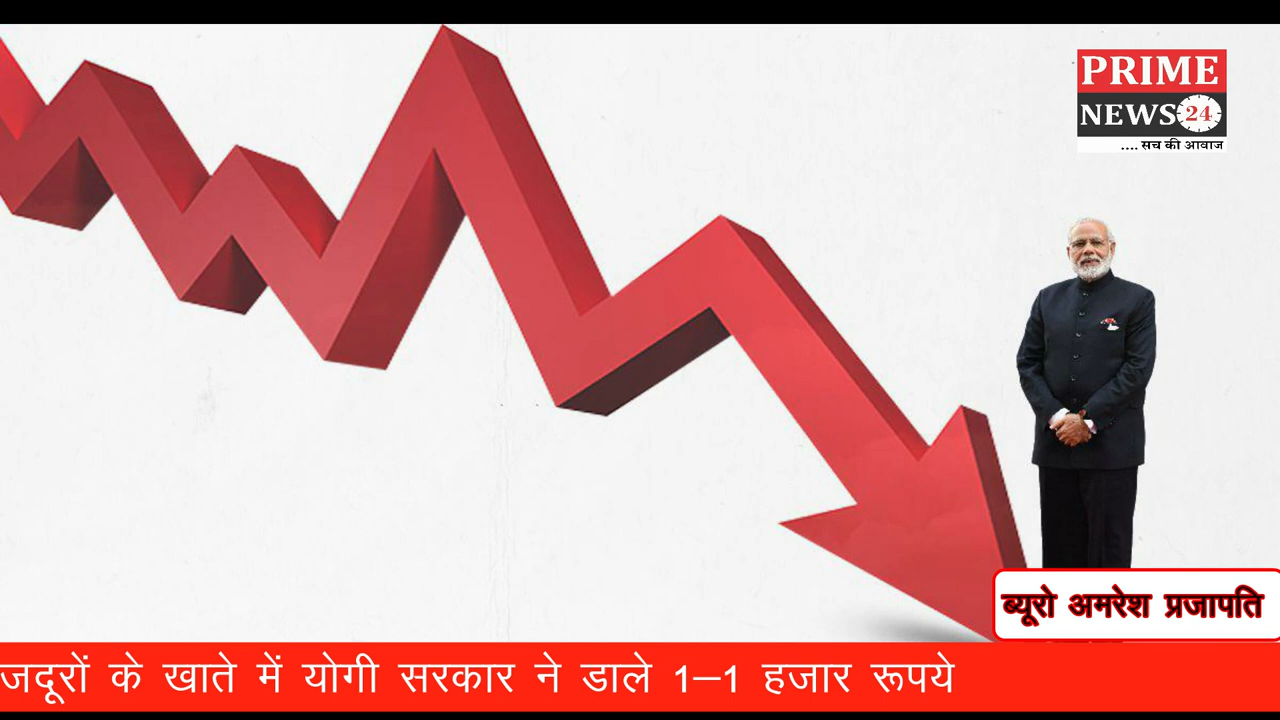 PRIME
NEWS 24
.... सच की आवाज
ब्यूरो अमरेश प्रजापति
जदूरों के खाते में योगी सरकार ने डाले 1–1 हजार रूपये